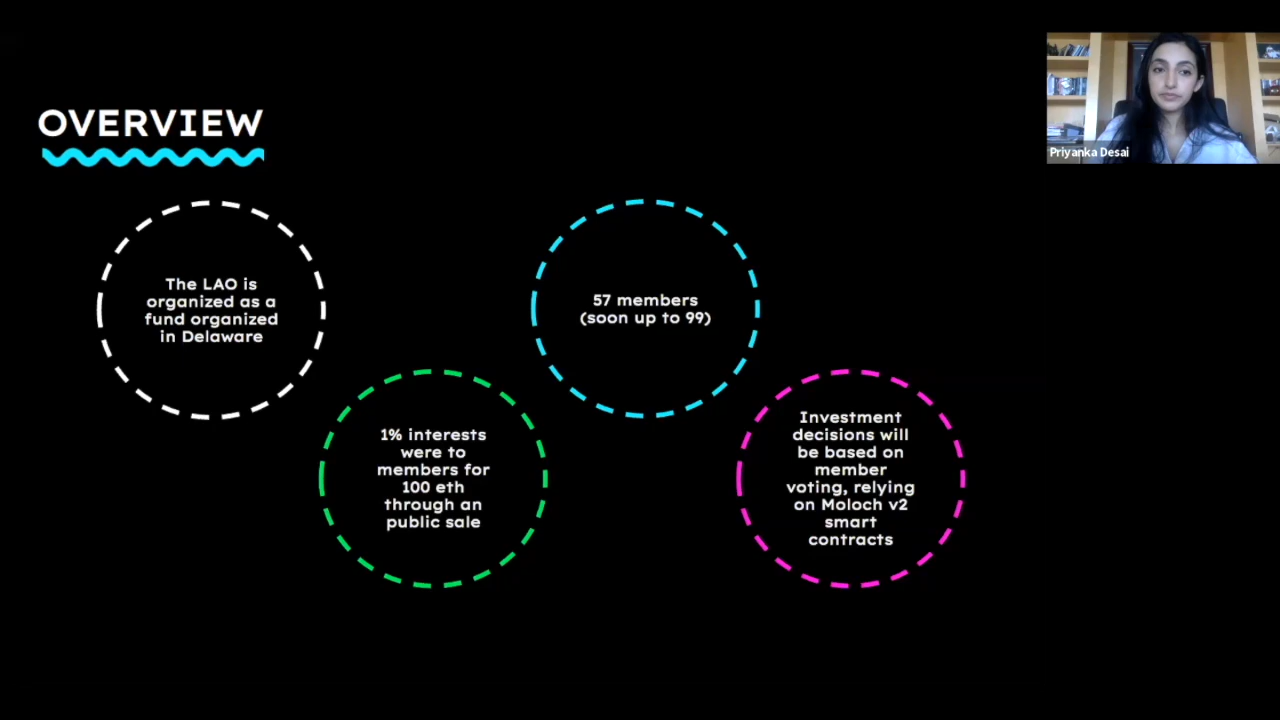 OVERVIEW
The LAO is
organized as a
fund organized
in Delaware
1% interests
were to
members for
100 eth
through an
public sale
57 members
(soon up to 99)
Investment
decisions will
be based on
member
voting, relying
on Moloch v2
smart
contracts
Priyanka Desai